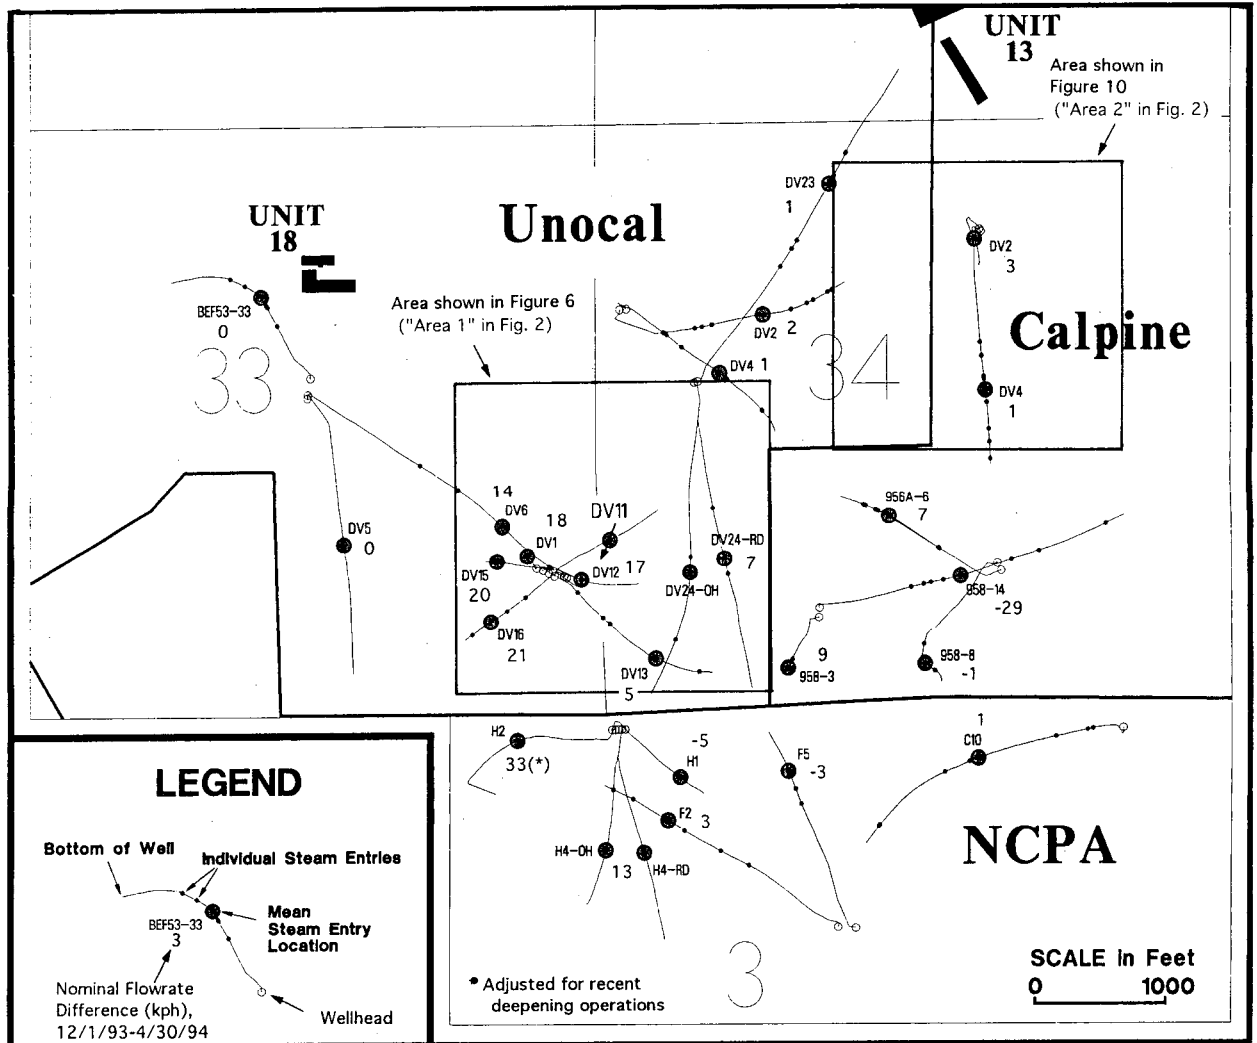 UNIT
13
Area shown in
Figure 10
("Area 2" in Fig. 2)
DV23
1
UNIT
18
Unocal
DV2
3
BEF53-33
0
Area shown in Figure 6
("Area 1" in Fig. 2)
DV2
2
33
34
Calpine
DV4 1
DV4
1
14
DV6
18
DV11
956A-6
7
DV5
0
DV1
DV24-RD
7
DV15
20
DV12
17
DV24-OH
958-14
-29
DV16
21
DV13
5
9
958-3
958-8
-1
H2
33(*)
-5
H1
F5
-3
1
C10
F2
3
NCPA
H4-OH
13
H4-RD
3
LEGEND
Bottom of Well
Individual Steam Entries
Mean
Steam Entry
Location
BEF53-33
3
Nominal Flowrate
Difference (kph),
12/1/93-4/30/94
Wellhead
* Adjusted for recent
deepening operations
SCALE in Feet
0 1000